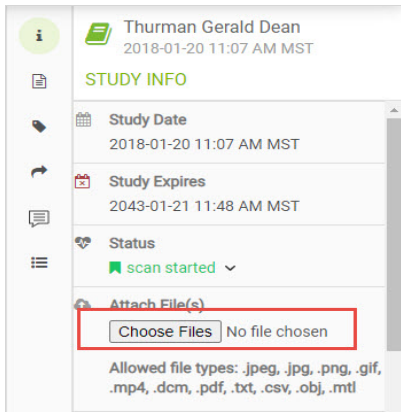 Thurman Gerald Dean
2018-01-20 11:07 AM MST
STUDY INFO
Study Date
2018-01-20 11:07 AM MST
Study Expires
2043-01-21 11:48 AM MST
Status
scan started
Attach File(s)
Choose Files No file chosen
Allowed file types: .jpeg, .jpg, .png, .gif,
.mp4, .dcm, .pdf, .txt, .csv, .obj, .mtl